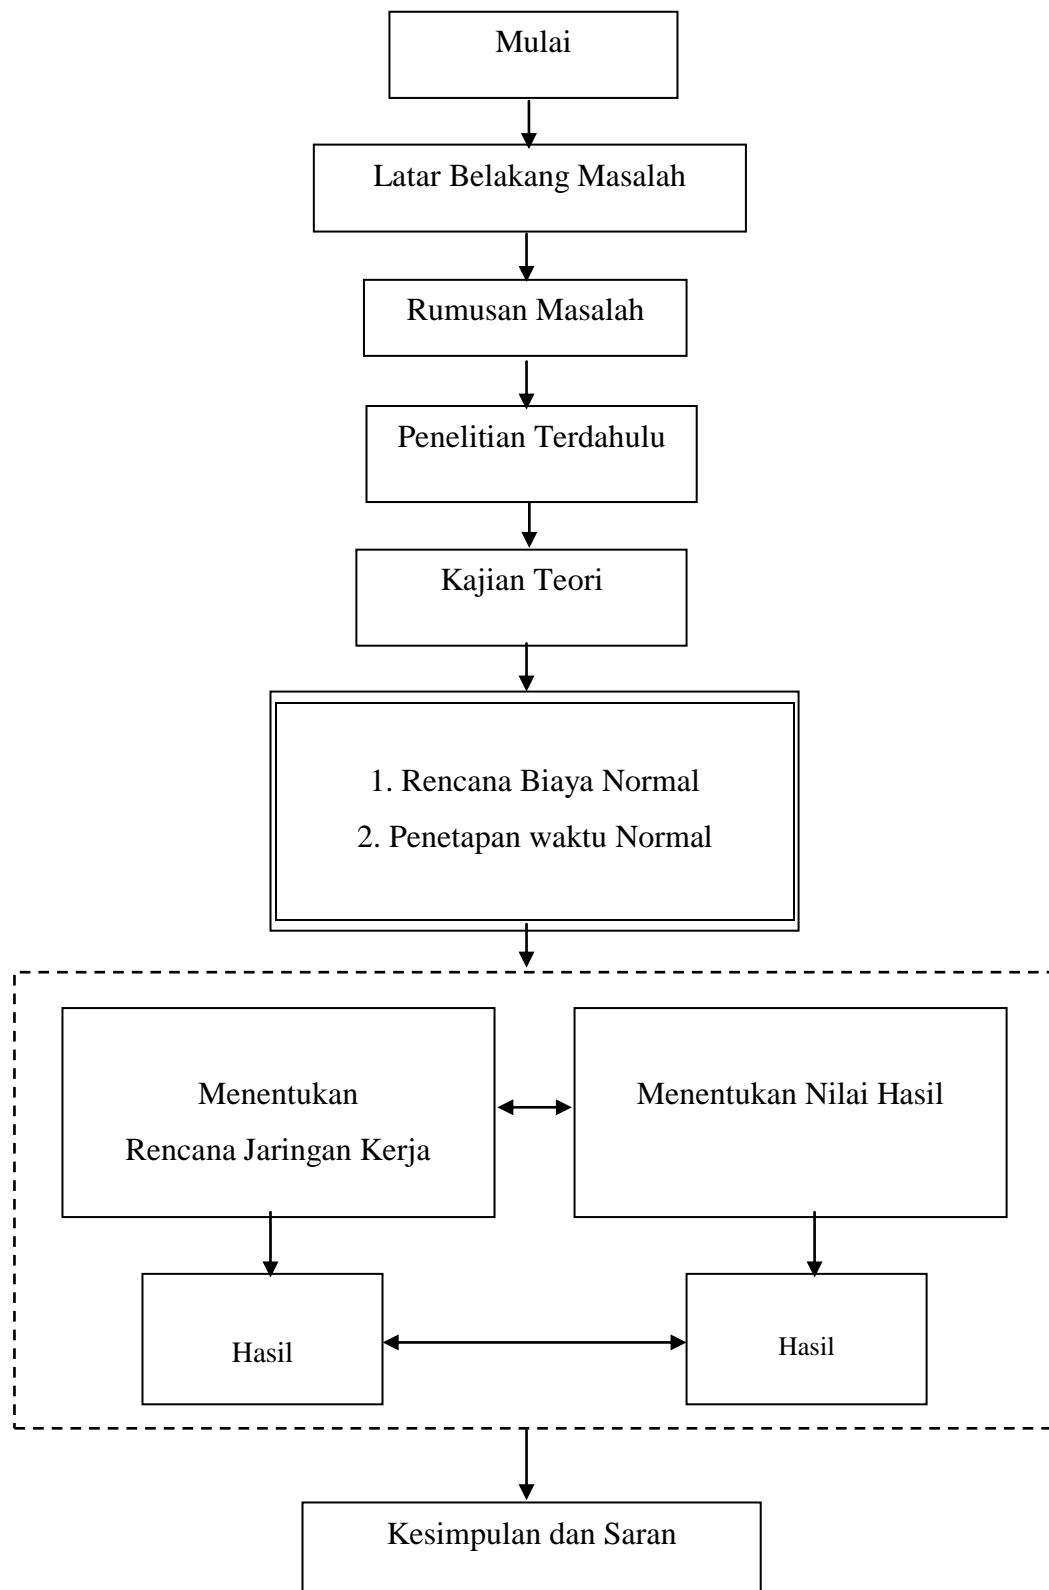 Mulai
Latar Belakang Masalah
Rumusan Masalah
Penelitian Terdahulu
Kajian Teori
1. Rencana Biaya Normal
2. Penetapan waktu Normal
Menentukan
Rencana Jaringan Kerja
Menentukan Nilai Hasil
Hasil
Hasil
Kesimpulan dan Saran